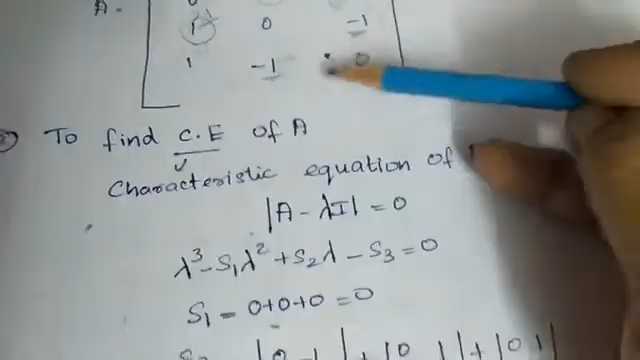 A =
1 0 -1
1 -1 0
To find C.E of A
Characteristic equation of
|A - λI| = 0
λ³ - S₁λ² + S₂λ - S₃ = 0
S₁ = 0+0+0 = 0